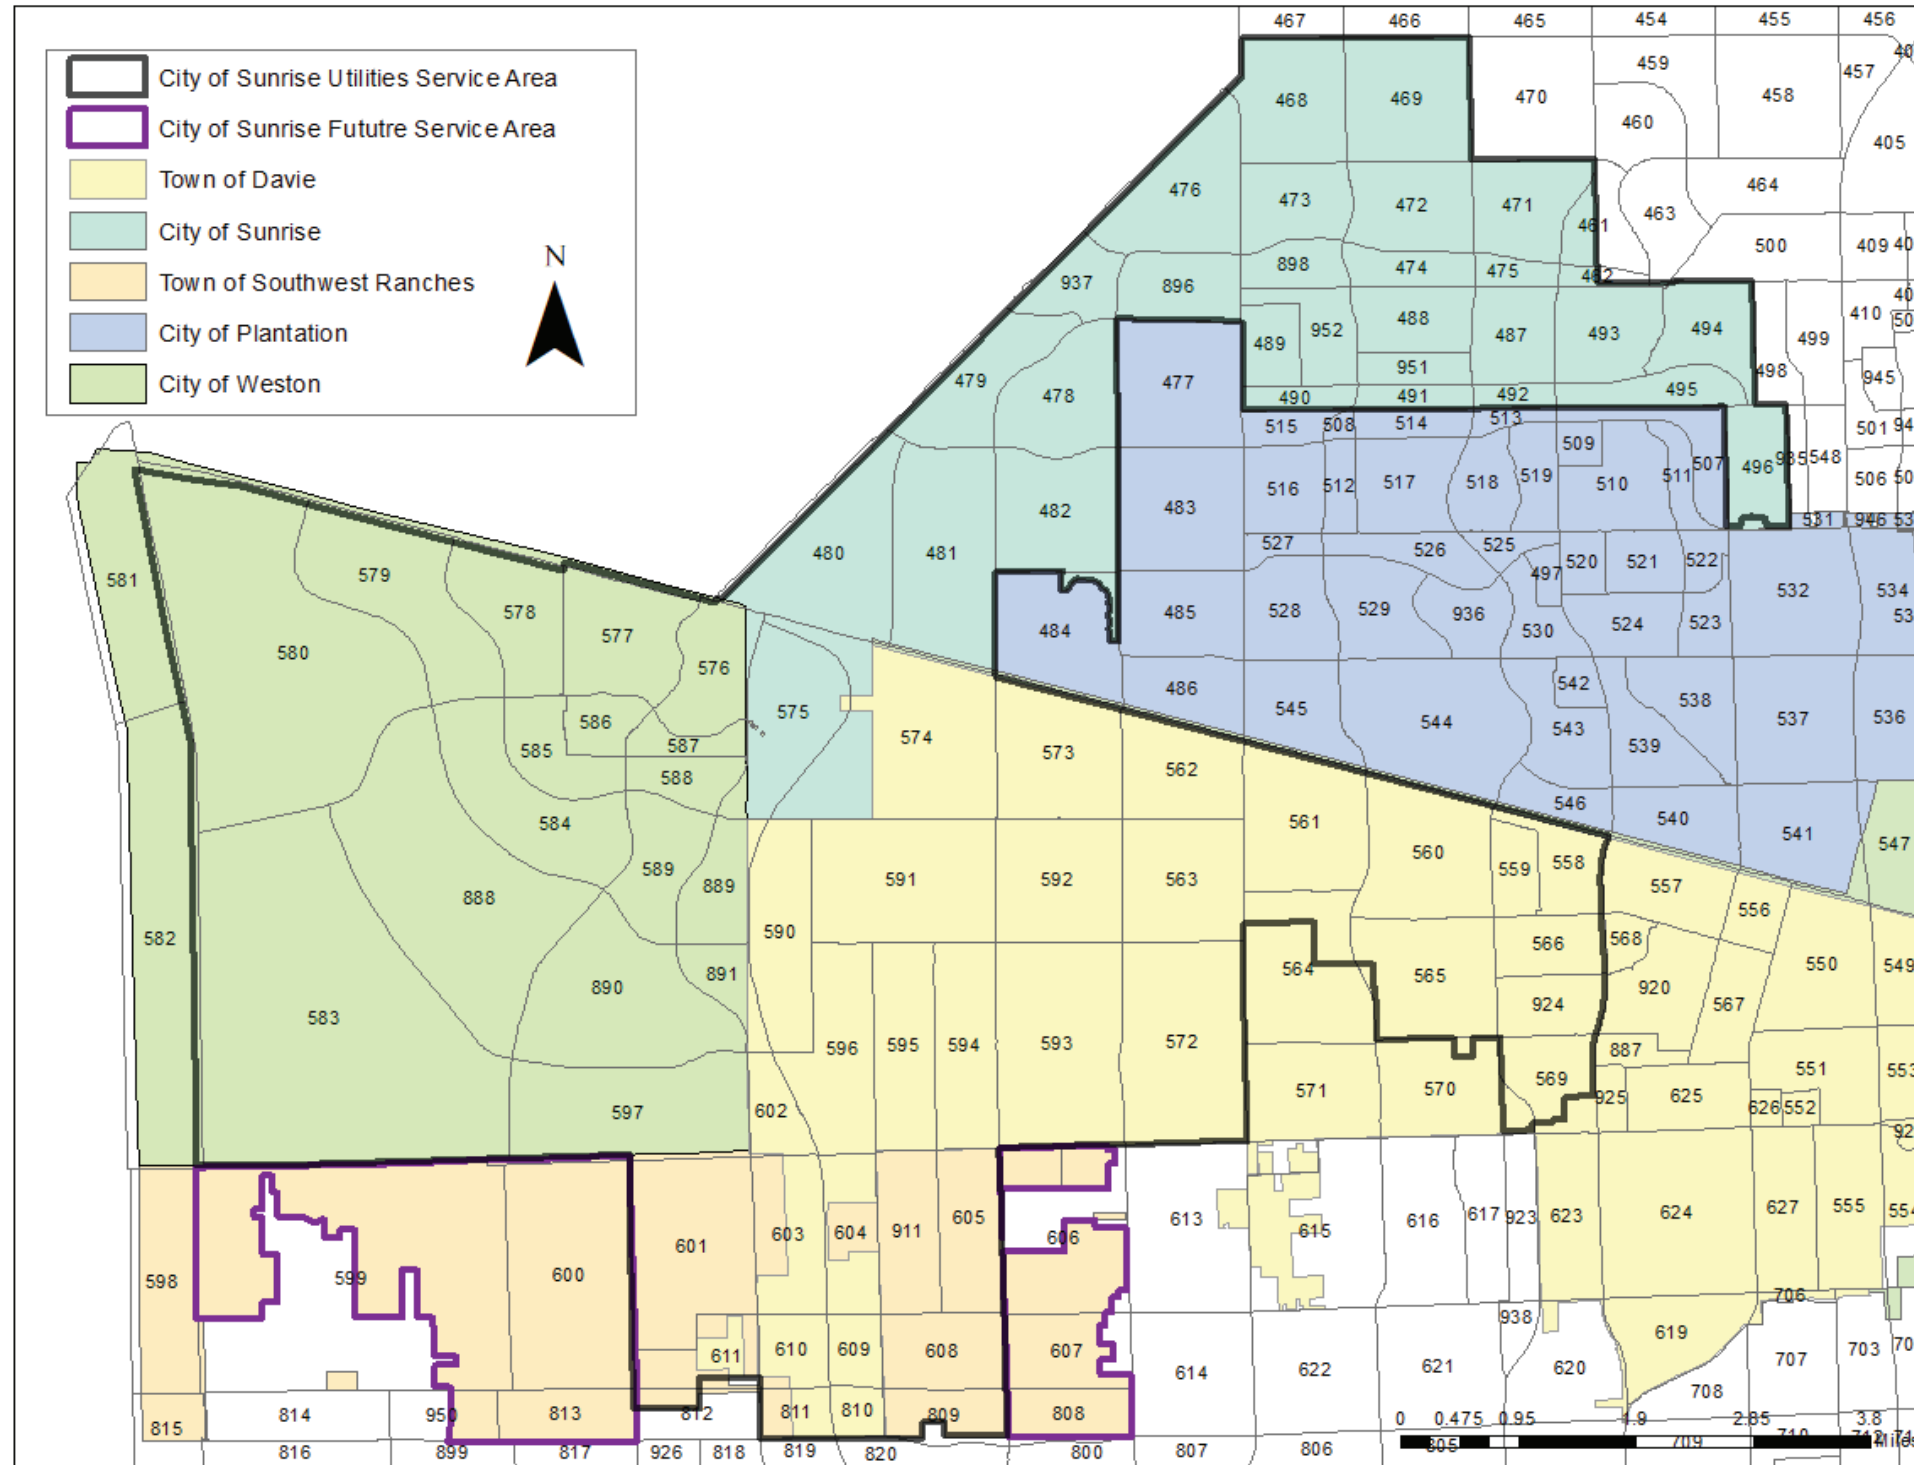 City of Sunrise Utilities Service Area
City of Sunrise Fututre Service Area
Town of Davie
City of Sunrise
Town of Southwest Ranches
City of Plantation
City of Weston
N
467 466 465 454 455 456
459 457
468 469 470 458
460
405
476 464
473 472 471 463
461
500 409
898 474 475 462
937 896
410
488
489 952 487 493 494 499
951 498
477 945
479 478 490 491 492 495
515 508 514 513
509 501
496 935 548
507
516 512 517 518 519 510 511 506
482 483
531 946
480 481 527 526 525
581 579 497 520 521 522
532 534
578 484 485 528 529 936 530 524 523
577
580 576
486 542
575 545 544 543 538 537 536
586 574 573
585 587 562 539
588
584 561 546 540 541
547
560 559 558
589 889 591 592 563 557
888 556
582 590 566 568
891 564 565 550 549
890 924 920 567
583 596 595 594 593 572
887
569 551 553
571 570
597 602 925 625 626 552
603 604 911 605 613 616 617 923 623 624 627 555
601 606 615
598 599 600
706
938
611 610 609 608 607 619
614 622 621 620 707 703
708
815 814 950 813 812 811 810 809 808
0 0.475 0.95 1.9 2.85 3.8
Miles
816 899 817 926 818 819 820 800 807 806 805 709